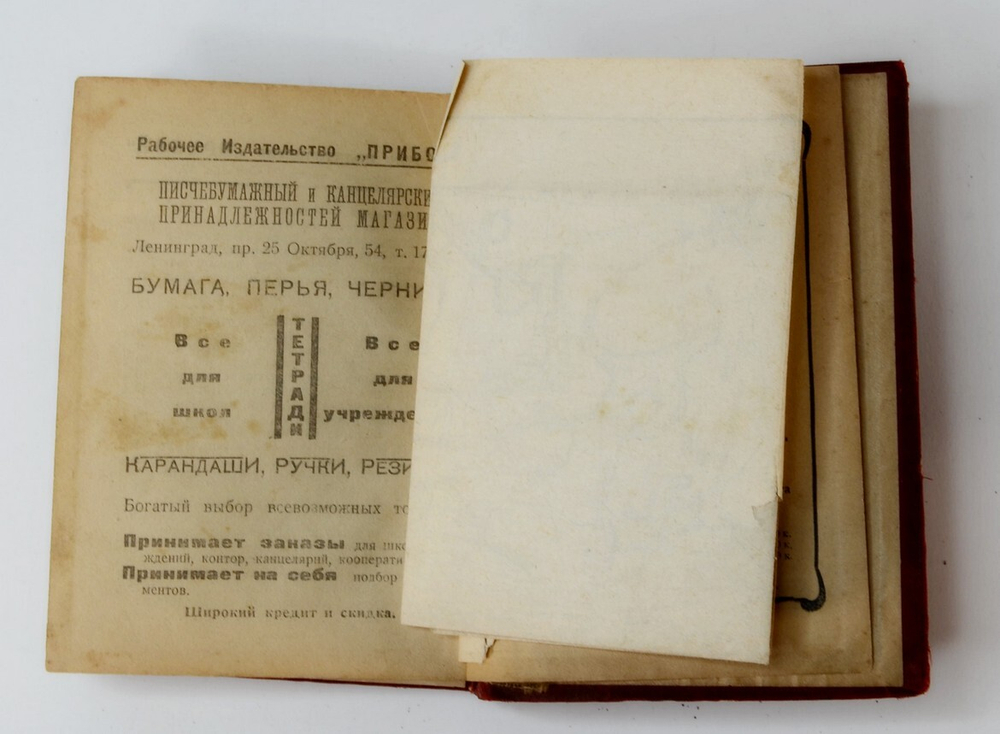 Рабочее Издательство „ПРИБО
ПИСЧЕБУМАЖНЫЙ и КАНЦЕЛЯРСКИ
ПРИНАДЛЕЖНОСТЕЙ МАГАЗИ
Ленинград, пр. 25 Октября, 54, т. 17
БУМАГА, ПЕРЬЯ, ЧЕРНИ
Все
для
школ
ТЕТРАДИ
Все
для
учрежде
КАРАНДАШИ, РУЧКИ, РЕЗИ
Богатый выбор всевозможных то
Принимает заказы для шко
ждений, контор, канцелярий, кооперати
Принимает на себя подбор
ментов.
Широкий кредит и скидка.